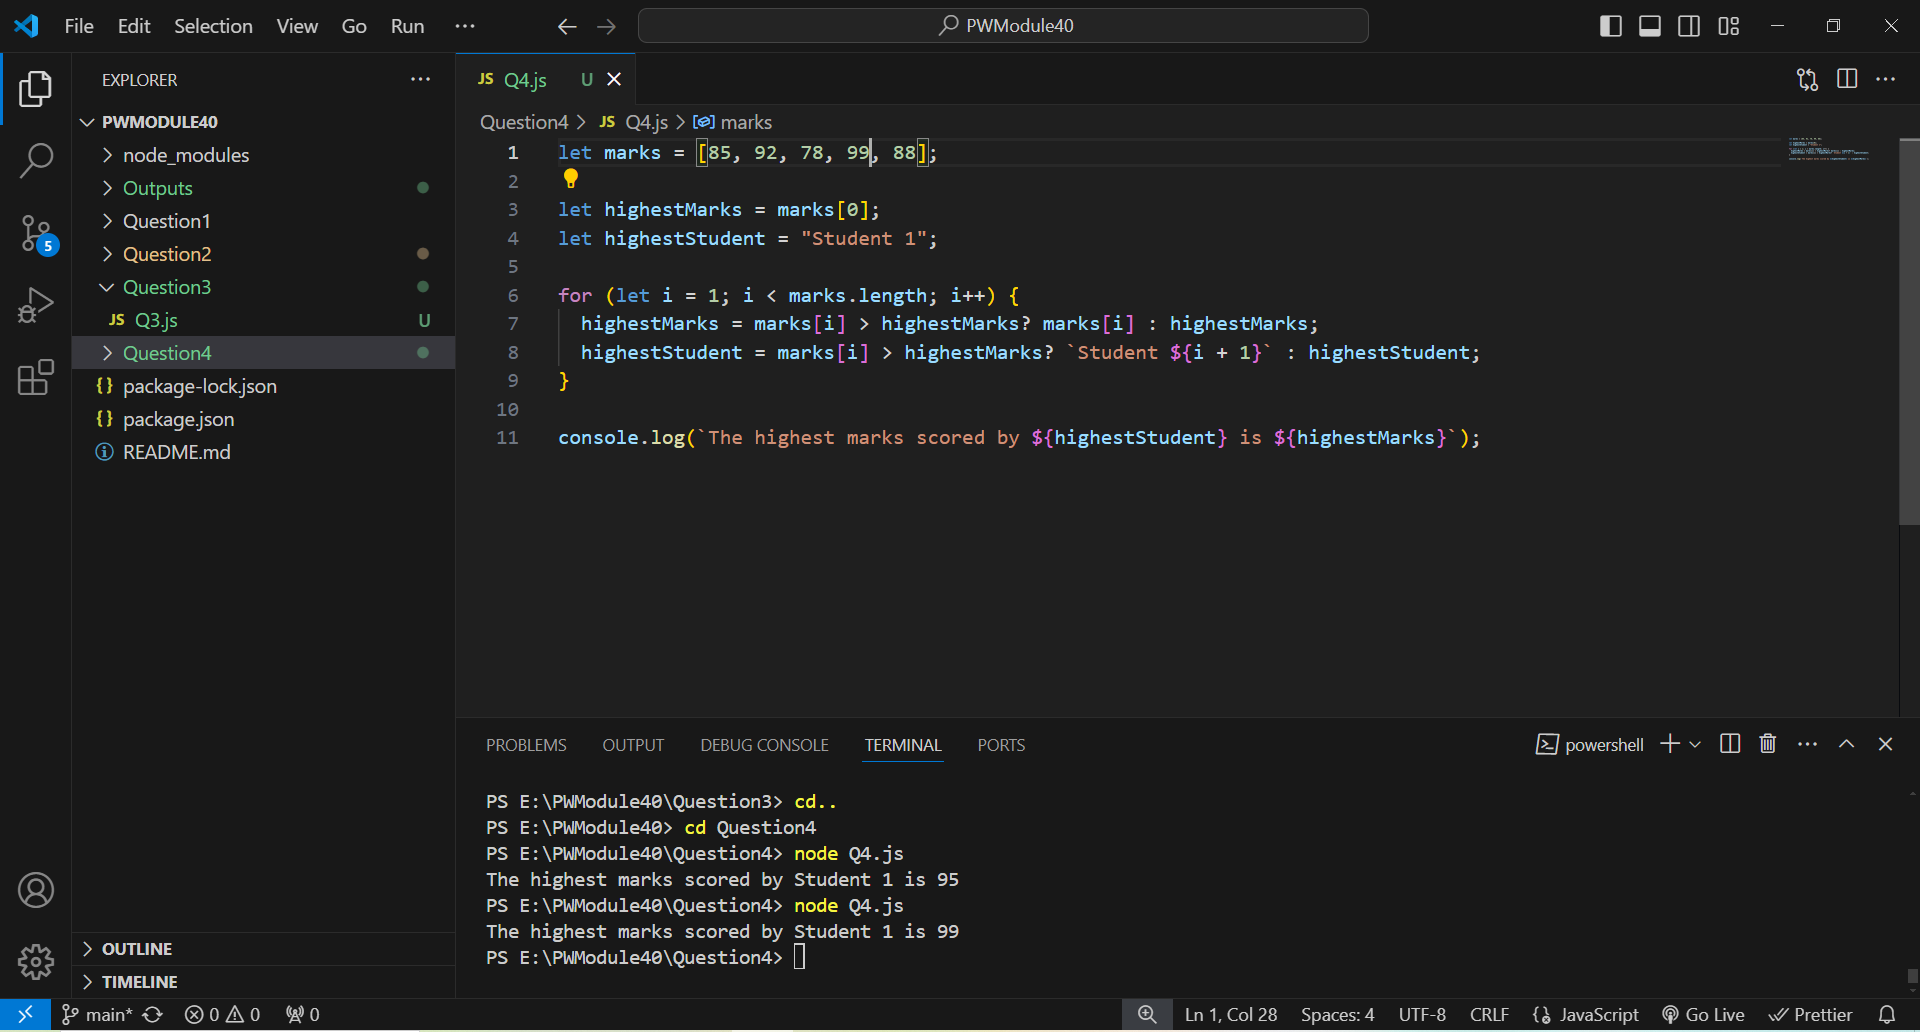 File Edit Selection View Go Run ··· PWModule40
EXPLORER ···
PWMODULE40
node_modules
Outputs
Question1
Question2
Question3
JS Q3.js U
Question4
{} package-lock.json
{} package.json
README.md
OUTLINE
TIMELINE
5
JS Q4.js U
Question4 > JS Q4.js > marks
1 let marks = [85, 92, 78, 99, 88];
2
3 let highestMarks = marks[0];
4 let highestStudent = "Student 1";
5
6 for (let i = 1; i < marks.length; i++) {
7 highestMarks = marks[i] > highestMarks? marks[i] : highestMarks;
8 highestStudent = marks[i] > highestMarks? `Student ${i + 1}` : highestStudent;
9 }
10
11 console.log(`The highest marks scored by ${highestStudent} is ${highestMarks}`);
PROBLEMS OUTPUT DEBUG CONSOLE TERMINAL PORTS powershell
PS E:\PWModule40\Question3> cd..
PS E:\PWModule40> cd Question4
PS E:\PWModule40\Question4> node Q4.js
The highest marks scored by Student 1 is 95
PS E:\PWModule40\Question4> node Q4.js
The highest marks scored by Student 1 is 99
PS E:\PWModule40\Question4>
main* 0 0 0 Ln 1, Col 28 Spaces: 4 UTF-8 CRLF JavaScript Go Live Prettier